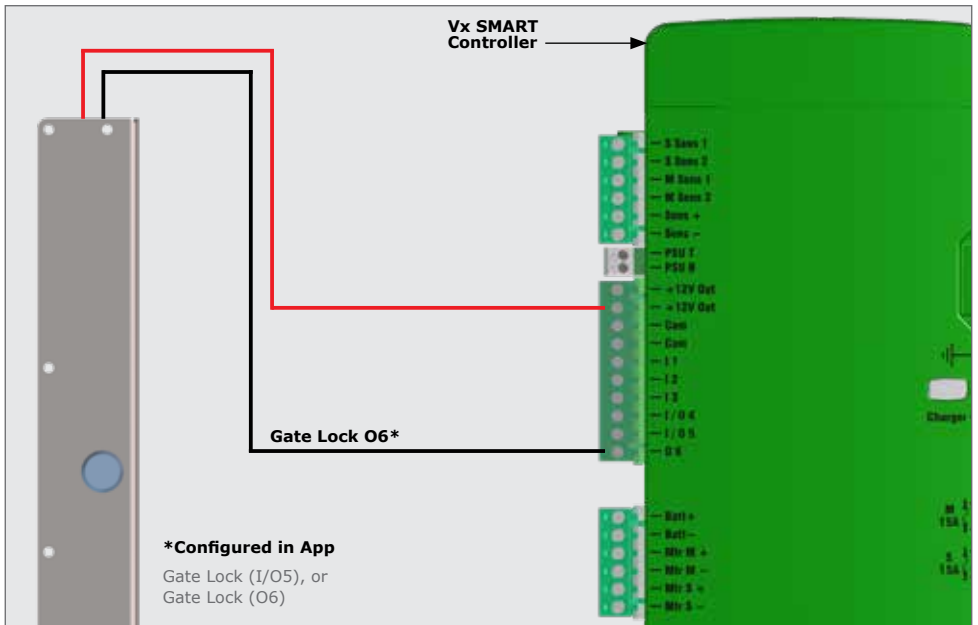 Vx SMART
Controller
S Sens 1
S Sens 2
M Sens 1
M Sens 2
Sens +
Sens -
PSU T
PSU R
+12V Out
+12V Out
Com
Com
I 1
I 2
I 3
I/O 4
I/O 5
O 6
Charger
Gate Lock O6*
M
15A
S
15A
Batt+
Batt-
Mtr M +
Mtr M -
Mtr S +
Mtr S -
*Configured in App
Gate Lock (I/O5), or
Gate Lock (O6)